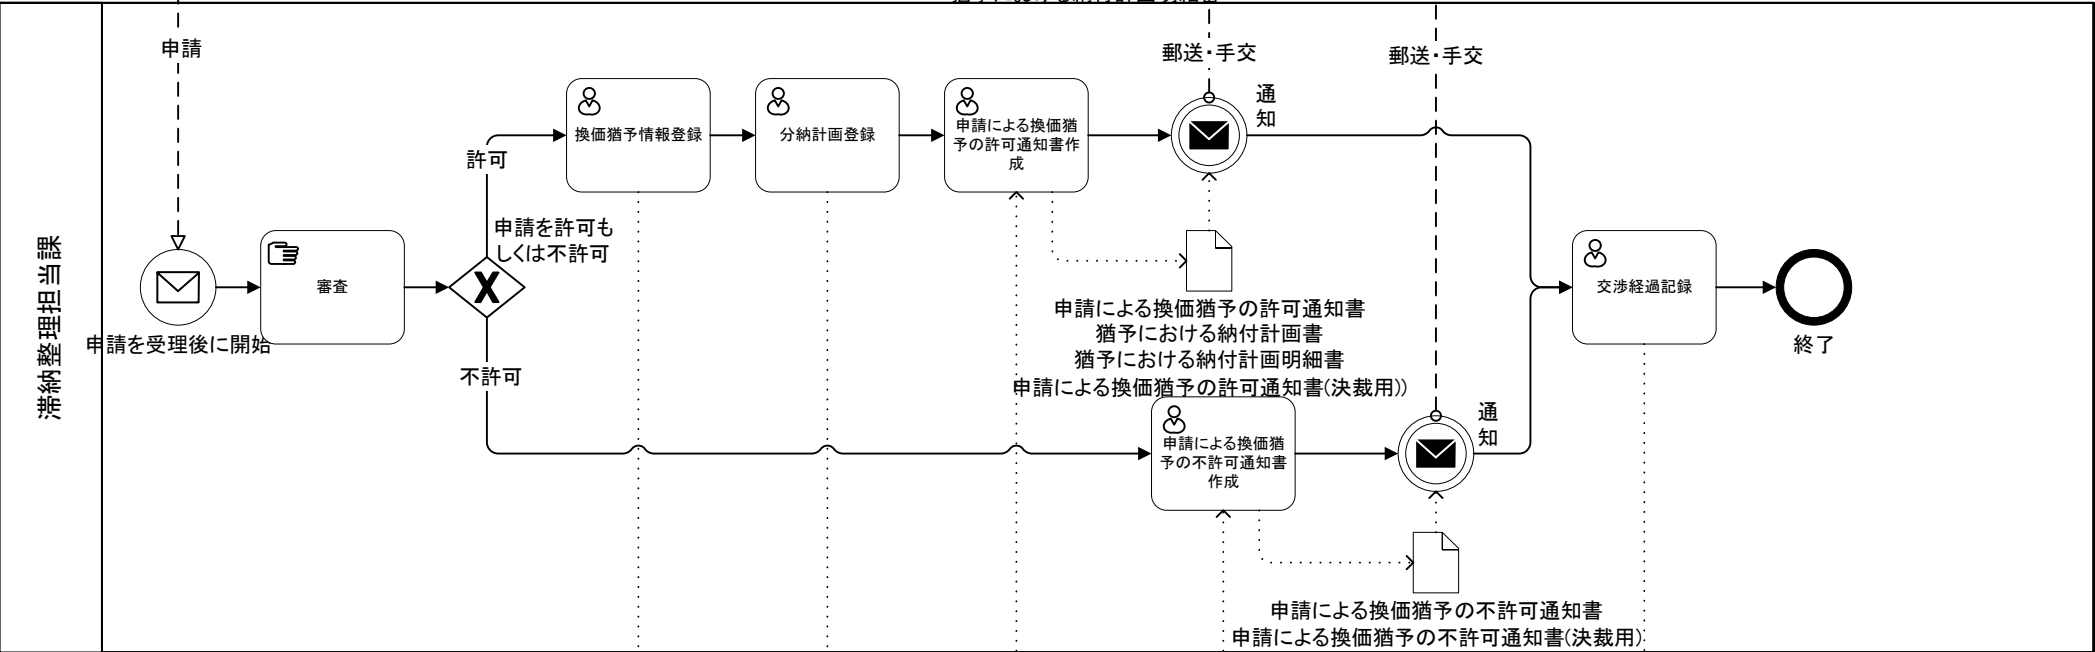 申請
郵送・手交
郵送・手交
滞納整理担当課
申請を受理後に開始
審査
申請を許可も
しくは不許可
許可
不許可
換価猶予情報登録
分納計画登録
申請による換価猶
予の許可通知書作
成
通
知
申請による換価猶予の許可通知書
猶予における納付計画書
猶予における納付計画明細書
申請による換価猶予の許可通知書(決裁用))
申請による換価猶
予の不許可通知書
作成
通
知
申請による換価猶予の不許可通知書
申請による換価猶予の不許可通知書(決裁用)
交渉経過記録
終了